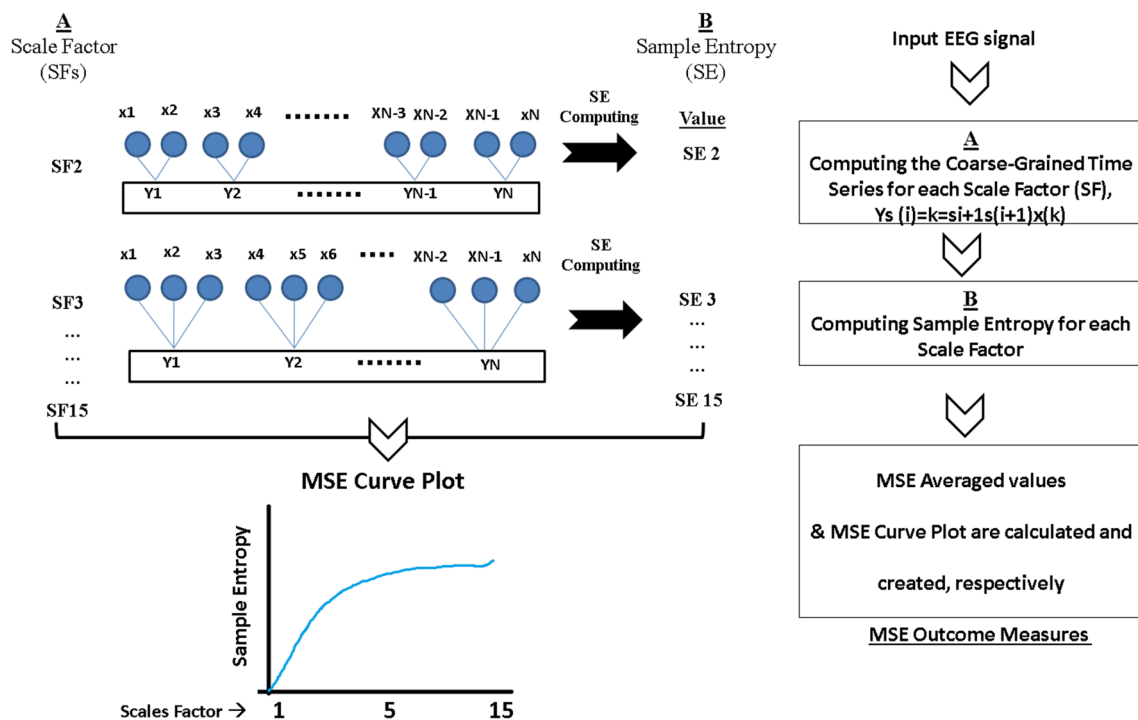 A
Scale Factor
(SFs)
B
Sample Entropy
(SE)
x1 x2 x3 x4 ........ XN-3 XN-2 XN-1 xN
SE
Computing
Value
SF2
SE 2
Y1 Y2 ........ YN-1 YN
x1 x2 x3 x4 x5 x6 .... XN-2 XN-1 xN
SE
Computing
SF3
SE 3
...
...
...
...
...
...
Y1 Y2 ........ YN
SF15
SE 15
MSE Curve Plot
Sample Entropy
Scales Factor → 1 5 15
Input EEG signal
A
Computing the Coarse-Grained Time
Series for each Scale Factor (SF),
Ys (i)=k=si+1s(i+1)x(k)
B
Computing Sample Entropy for each
Scale Factor
MSE Averaged values
& MSE Curve Plot are calculated and
created, respectively
MSE Outcome Measures